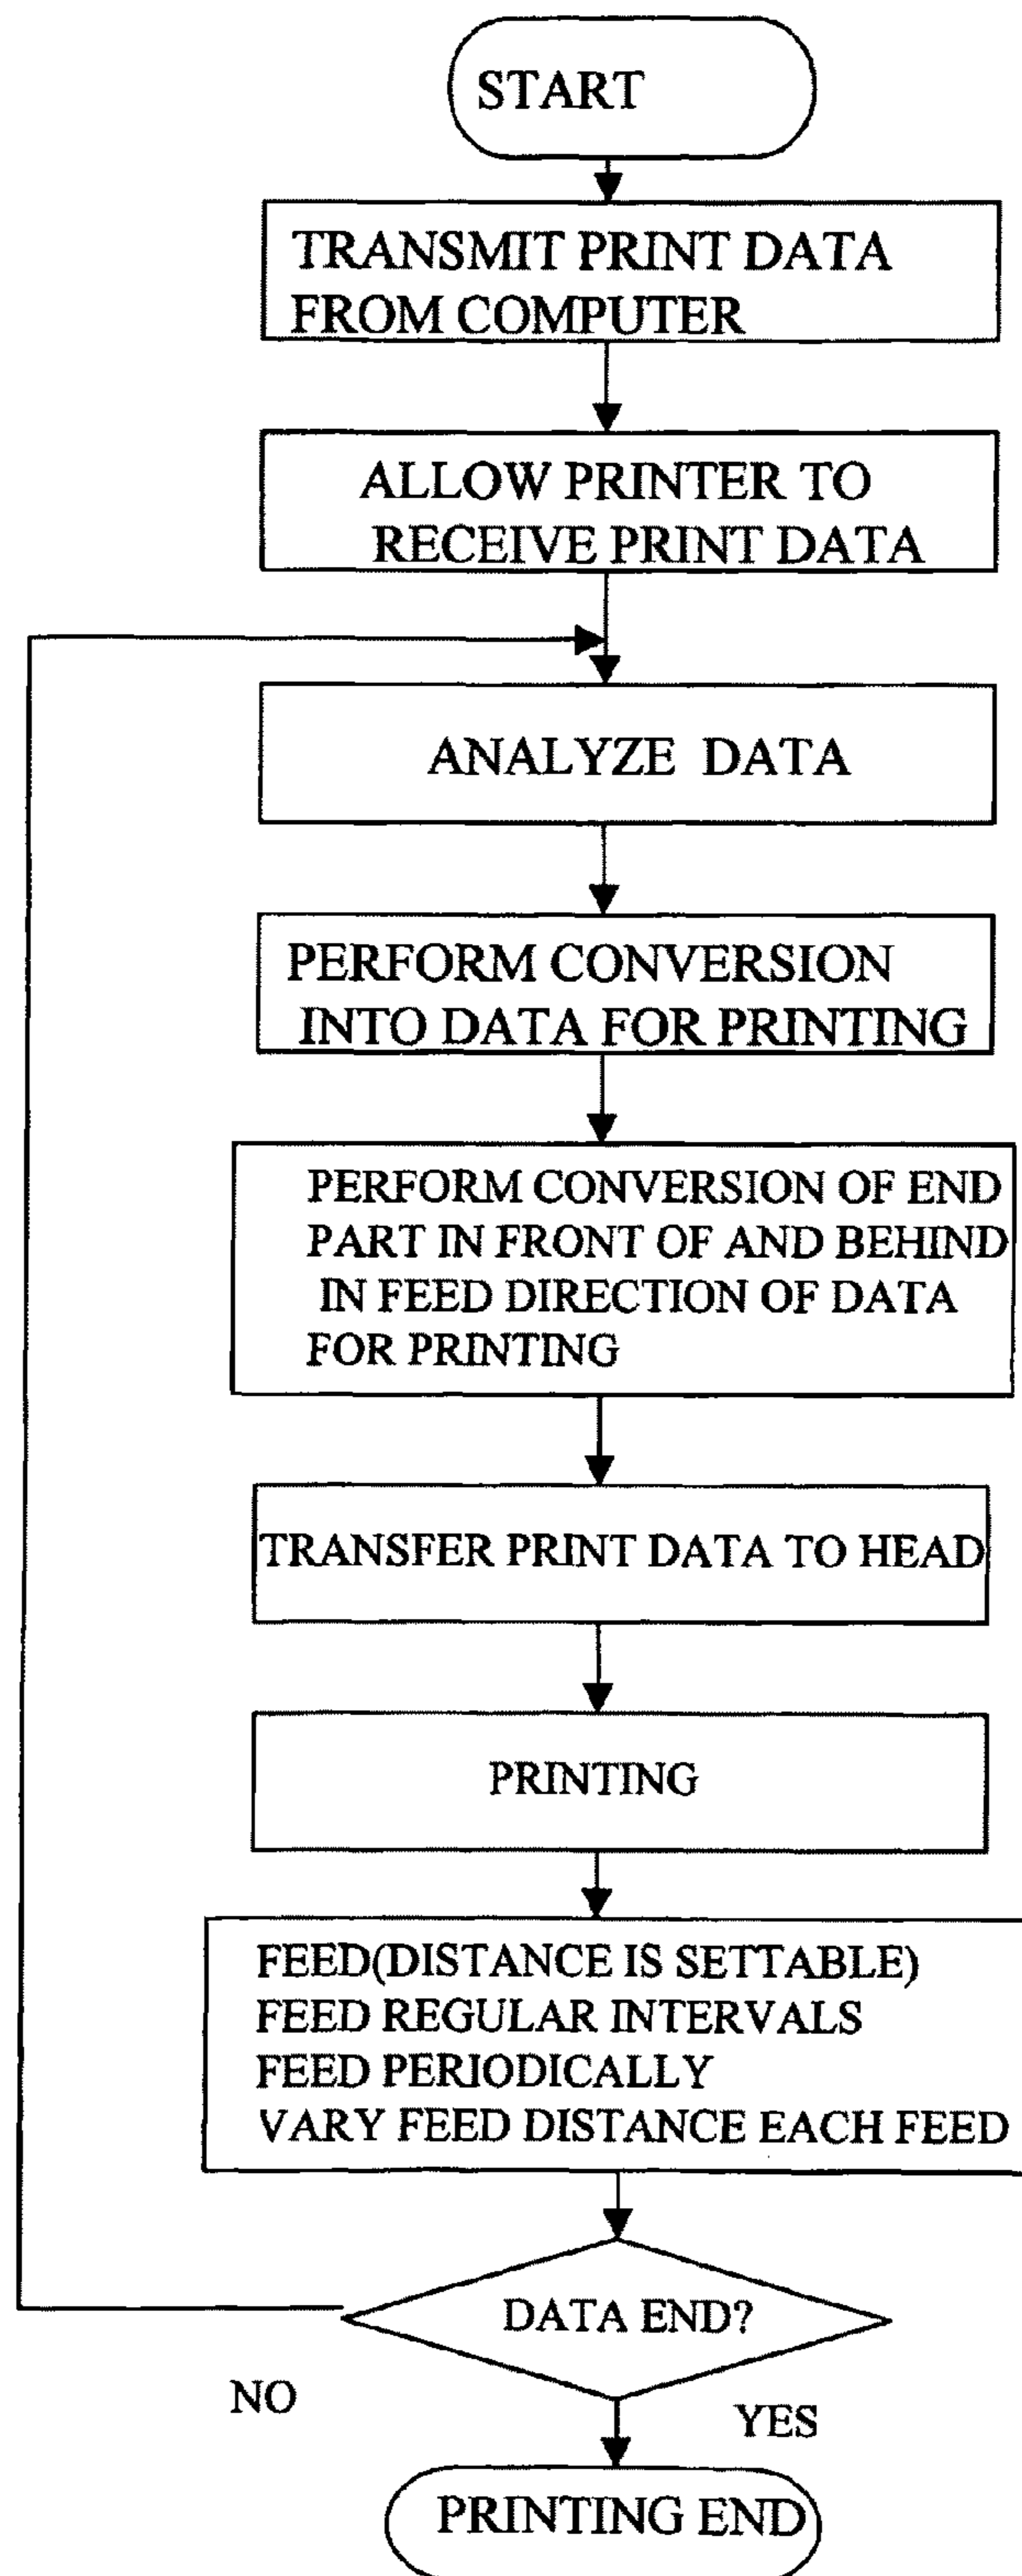 START
TRANSMIT PRINT DATA
FROM COMPUTER
ALLOW PRINTER TO
RECEIVE PRINT DATA
ANALYZE DATA
PERFORM CONVERSION
INTO DATA FOR PRINTING
PERFORM CONVERSION OF END
PART IN FRONT OF AND BEHIND
IN FEED DIRECTION OF DATA
FOR PRINTING
TRANSFER PRINT DATA TO HEAD
PRINTING
FEED(DISTANCE IS SETTABLE)
FEED REGULAR INTERVALS
FEED PERIODICALLY
VARY FEED DISTANCE EACH FEED
DATA END?
NO
YES
PRINTING END